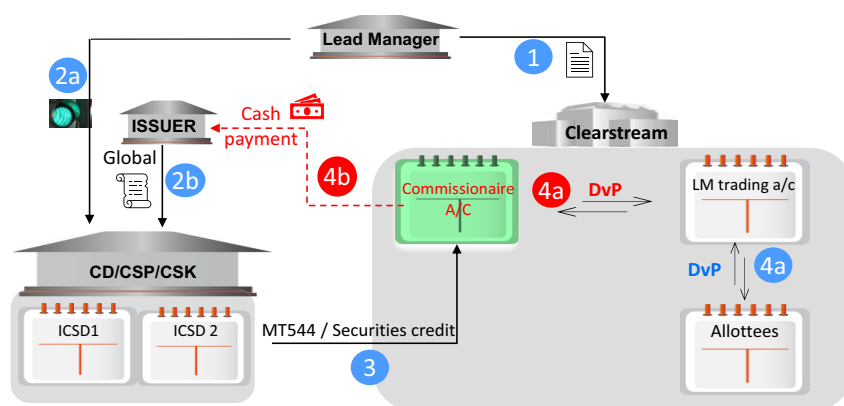 Lead Manager
1
2a
Cash
payment
ISSUER
Clearstream
Global
2b
4b
Commissionaire
A/C
4a
DvP
LM trading a/c
CD/CSP/CSK
DvP
4a
ICSD1
ICSD 2
MT544 / Securities credit
Allottees
3